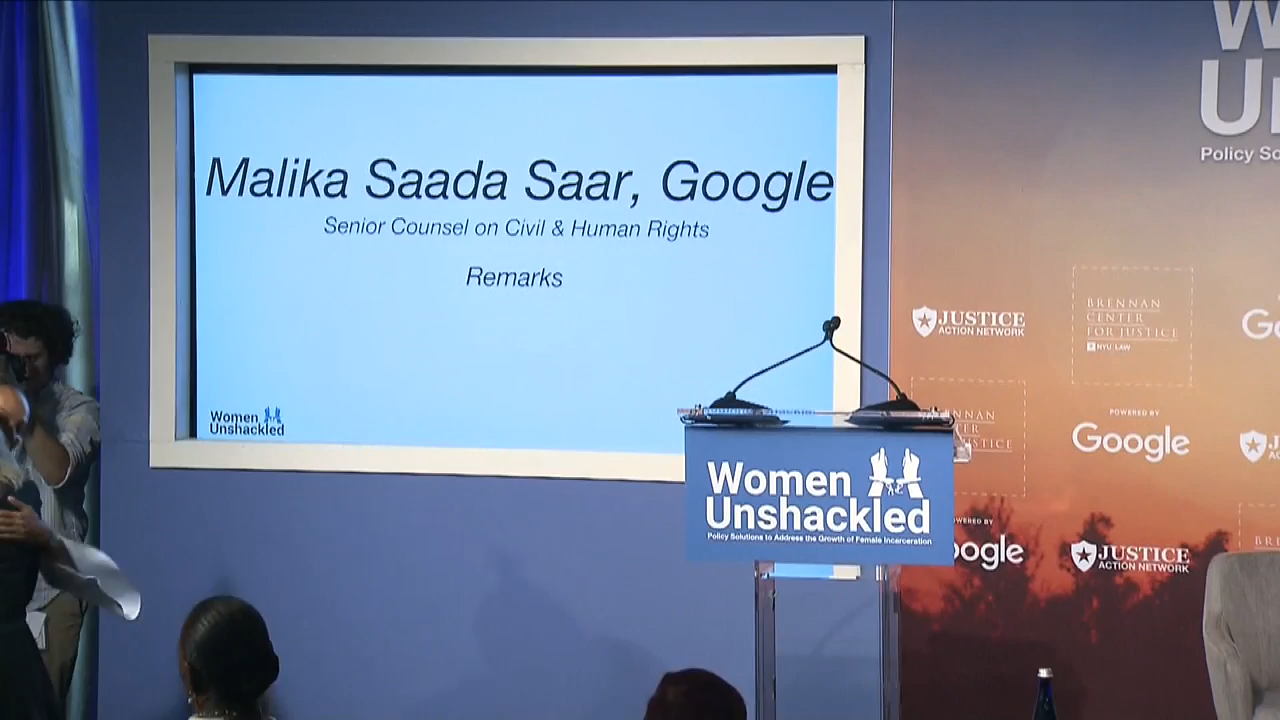 Malika Saada Saar, Google
Senior Counsel on Civil & Human Rights
Remarks
Women
Unshackled
Women
Unshackled
Policy Solutions to Address the Growth of Female Incarceration
Policy
JUSTICE
ACTION NETWORK
BRENNAN
CENTER
FOR JUSTICE
NYU LAW
POWERED BY
Google
JUSTICE
ACTION NETWORK